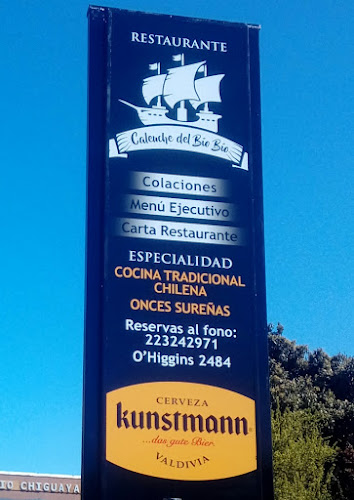 RESTAURANTE
Caleuche del Bio Bio
Colaciones
Menú Ejecutivo
Carta Restaurante
ESPECIALIDAD
COCINA TRADICIONAL
CHILENA
ONCES SUREÑAS
Reservas al fono:
223242971
O'Higgins 2484
CERVEZA
kunstmann
...das gute Bier.
VALDIVIA
IO CHIGUAYA